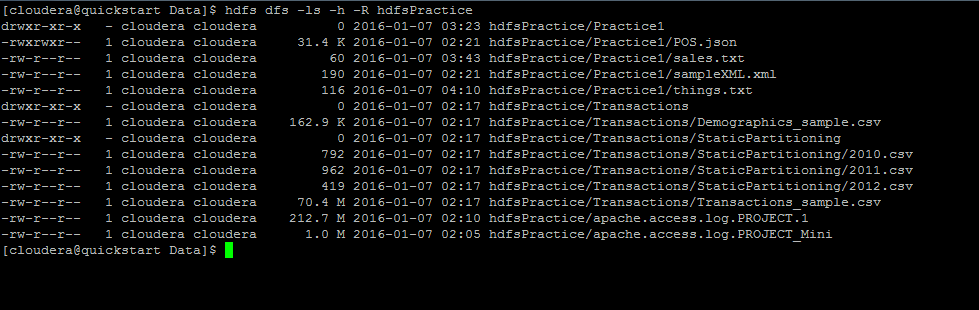 [cloudera@quickstart Data]$ hdfs dfs -ls -h -R hdfsPractice
drwxr-xr-x   - cloudera cloudera          0 2016-01-07 03:23 hdfsPractice/Practice1
-rwxrwxr--   1 cloudera cloudera     31.4 K 2016-01-07 02:21 hdfsPractice/Practice1/POS.json
-rw-r--r--   1 cloudera cloudera         60 2016-01-07 03:43 hdfsPractice/Practice1/sales.txt
-rw-r--r--   1 cloudera cloudera        190 2016-01-07 02:21 hdfsPractice/Practice1/sampleXML.xml
-rw-r--r--   1 cloudera cloudera        116 2016-01-07 04:10 hdfsPractice/Practice1/things.txt
drwxr-xr-x   - cloudera cloudera          0 2016-01-07 02:17 hdfsPractice/Transactions
-rw-r--r--   1 cloudera cloudera    162.9 K 2016-01-07 02:17 hdfsPractice/Transactions/Demographics_sample.csv
drwxr-xr-x   - cloudera cloudera          0 2016-01-07 02:17 hdfsPractice/Transactions/StaticPartitioning
-rw-r--r--   1 cloudera cloudera        792 2016-01-07 02:17 hdfsPractice/Transactions/StaticPartitioning/2010.csv
-rw-r--r--   1 cloudera cloudera        962 2016-01-07 02:17 hdfsPractice/Transactions/StaticPartitioning/2011.csv
-rw-r--r--   1 cloudera cloudera        419 2016-01-07 02:17 hdfsPractice/Transactions/StaticPartitioning/2012.csv
-rw-r--r--   1 cloudera cloudera     70.4 M 2016-01-07 02:17 hdfsPractice/Transactions/Transactions_sample.csv
-rw-r--r--   1 cloudera cloudera    212.7 M 2016-01-07 02:10 hdfsPractice/apache.access.log.PROJECT.1
-rw-r--r--   1 cloudera cloudera      1.0 M 2016-01-07 02:05 hdfsPractice/apache.access.log.PROJECT_Mini
[cloudera@quickstart Data]$